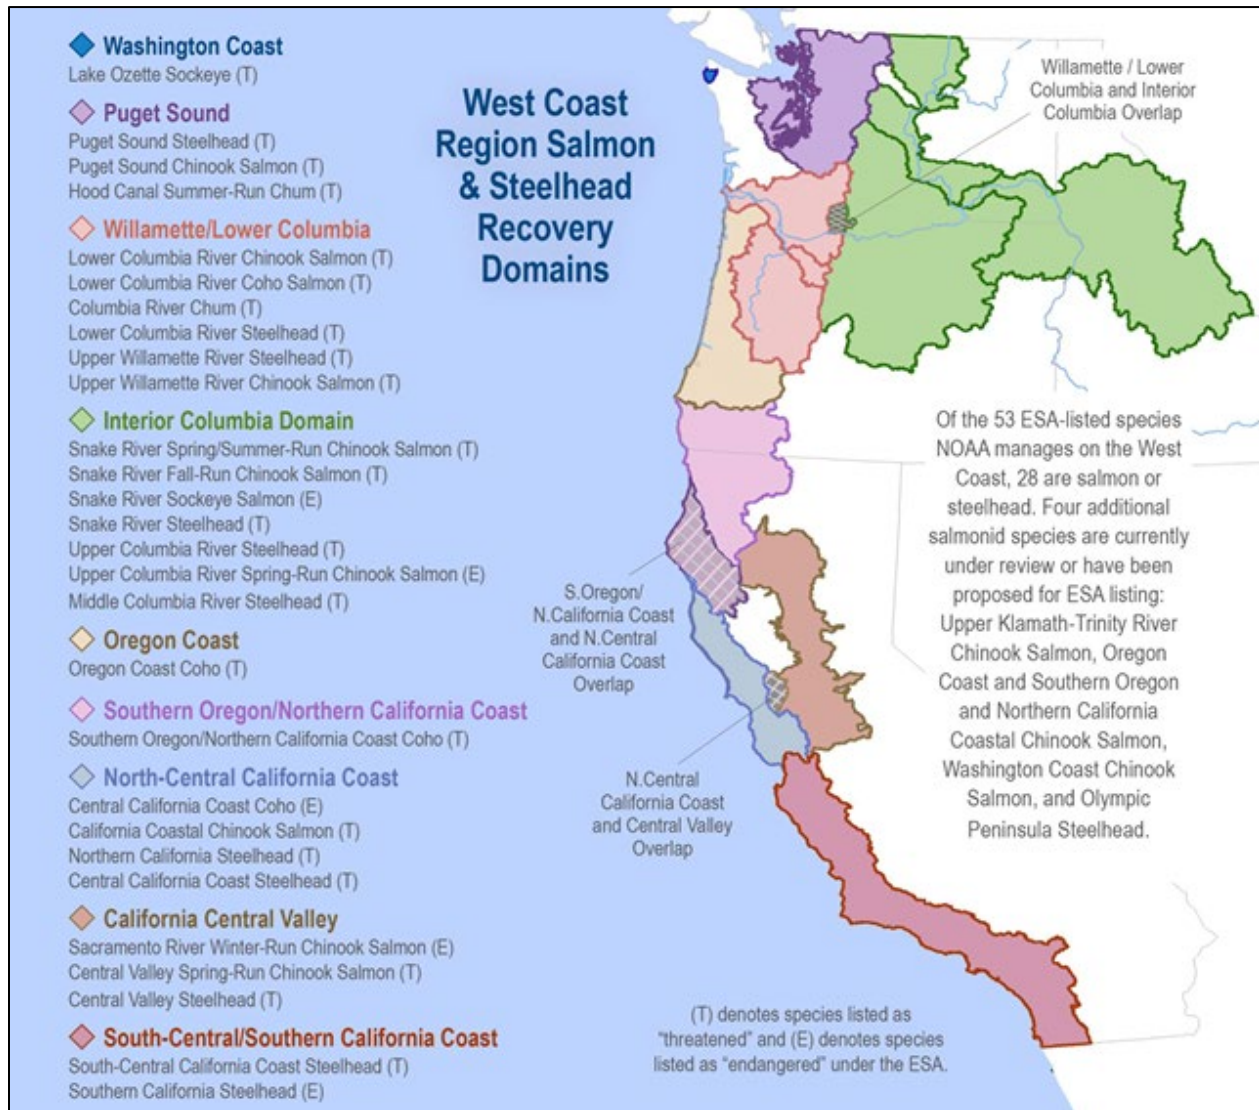 Washington Coast
Lake Ozette Sockeye (T)
Puget Sound
Puget Sound Steelhead (T)
Puget Sound Chinook Salmon (T)
Hood Canal Summer-Run Chum (T)
Willamette/Lower Columbia
Lower Columbia River Chinook Salmon (T)
Lower Columbia River Coho Salmon (T)
Columbia River Chum (T)
Lower Columbia River Steelhead (T)
Upper Willamette River Steelhead (T)
Upper Willamette River Chinook Salmon (T)
Interior Columbia Domain
Snake River Spring/Summer-Run Chinook Salmon (T)
Snake River Fall-Run Chinook Salmon (T)
Snake River Sockeye Salmon (E)
Snake River Steelhead (T)
Upper Columbia River Steelhead (T)
Upper Columbia River Spring-Run Chinook Salmon (E)
Middle Columbia River Steelhead (T)
Oregon Coast
Oregon Coast Coho (T)
Southern Oregon/Northern California Coast
Southern Oregon/Northern California Coast Coho (T)
North-Central California Coast
Central California Coast Coho (E)
California Coastal Chinook Salmon (T)
Northern California Steelhead (T)
Central California Coast Steelhead (T)
California Central Valley
Sacramento River Winter-Run Chinook Salmon (E)
Central Valley Spring-Run Chinook Salmon (T)
Central Valley Steelhead (T)
South-Central/Southern California Coast
South-Central California Coast Steelhead (T)
Southern California Steelhead (E)
West Coast
Region Salmon
& Steelhead
Recovery
Domains
Willamette / Lower
Columbia and Interior
Columbia Overlap
S.Oregon/
N.California Coast
and N.Central
California Coast
Overlap
N.Central
California Coast
and Central Valley
Overlap
Of the 53 ESA-listed species
NOAA manages on the West
Coast, 28 are salmon or
steelhead. Four additional
salmonid species are currently
under review or have been
proposed for ESA listing:
Upper Klamath-Trinity River
Chinook Salmon, Oregon
Coast and Southern Oregon
and Northern California
Coastal Chinook Salmon,
Washington Coast Chinook
Salmon, and Olympic
Peninsula Steelhead.
(T) denotes species listed as
"threatened" and (E) denotes species
listed as "endangered" under the ESA.